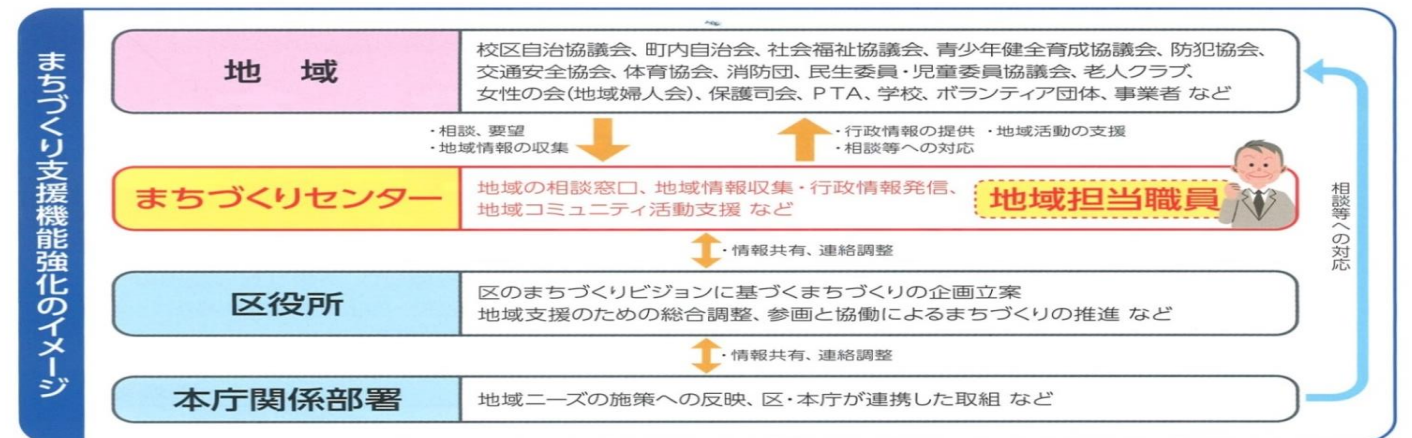 まちづくり支援機能強化のイメージ
地　域
校区自治協議会、町内自治会、社会福祉協議会、青少年健全育成協議会、防犯協会、
交通安全協会、体育協会、消防団、民生委員・児童委員協議会、老人クラブ、
女性の会(地域婦人会)、保護司会、PTA、学校、ボランティア団体、事業者 など
・相談、要望
・地域情報の収集
・行政情報の提供 ・地域活動の支援
・相談等への対応
まちづくりセンター
地域の相談窓口、地域情報収集・行政情報発信、
地域コミュニティ活動支援 など
地域担当職員
・情報共有、連絡調整
区役所
区のまちづくりビジョンに基づくまちづくりの企画立案
地域支援のための総合調整、参画と協働によるまちづくりの推進 など
・情報共有、連絡調整
本庁関係部署
地域ニーズの施策への反映、区・本庁が連携した取組 など
相談等への対応